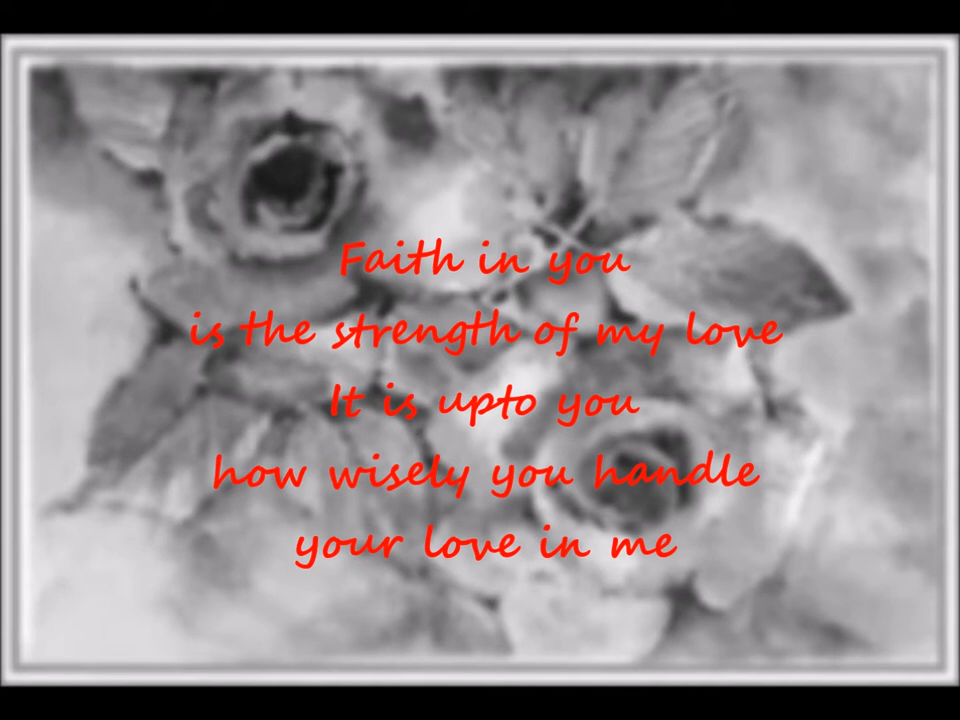 Faith in you
is the strength of my love
It is upto you
how wisely you handle
your love in me